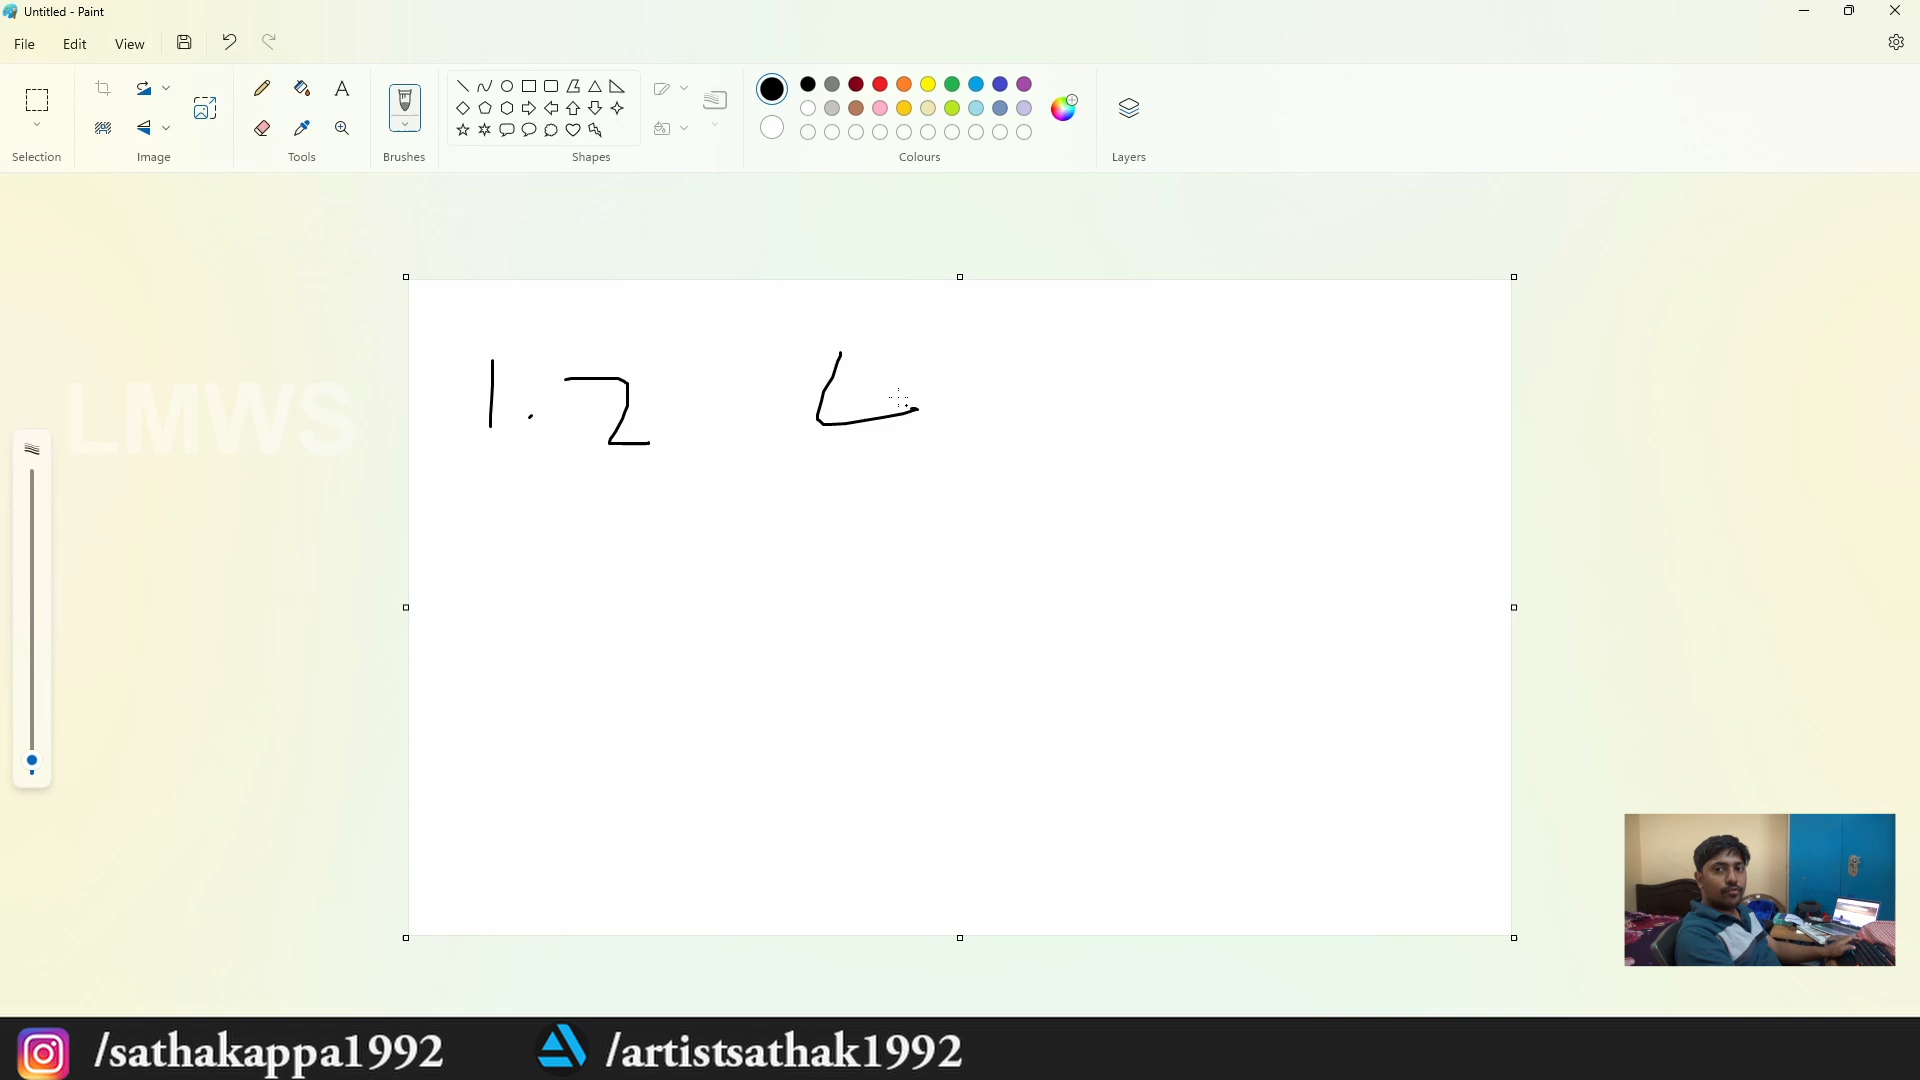 Untitled - Paint
File Edit View
Selection Image Tools Brushes Shapes Colours Layers
1.2
LMWS
/sathakappa1992 /artistsathak1992